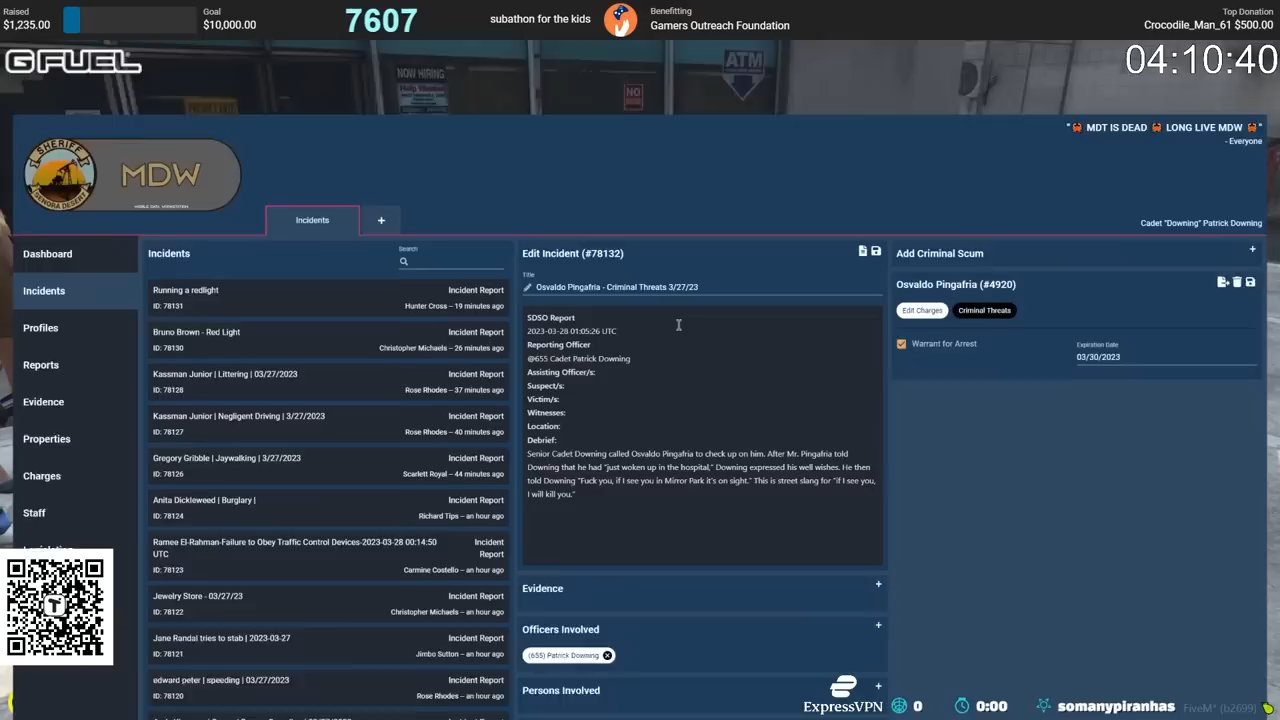 Raised
$1,235.00
Goal
$10,000.00
7607
subathon for the kids
Benefitting
Gamers Outreach Foundation
Top Donation
Crocodile_Man_61 $500.00
G FUEL
NOW HIRING
NO
ATM
04:10:40
" MDT IS DEAD LONG LIVE MDW "
- Everyone
SHERIFF
SENORA DESERT
MDW
MOBILE DATA WORKSTATION
Incidents
+
Cadet "Downing" Patrick Downing
Dashboard
Incidents
Profiles
Reports
Evidence
Properties
Charges
Staff
Incidents
Search
Running a redlight
Incident Report
ID: 78131
Hunter Cross – 19 minutes ago
Bruno Brown - Red Light
Incident Report
ID: 78130
Christopher Michaels – 26 minutes ago
Kassman Junior | Littering | 03/27/2023
Incident Report
ID: 78128
Rose Rhodes – 37 minutes ago
Kassman Junior | Negligent Driving | 3/27/2023
Incident Report
ID: 78127
Rose Rhodes – 40 minutes ago
Gregory Gribble | Jaywalking | 3/27/2023
Incident Report
ID: 78126
Scarlett Royal – 44 minutes ago
Anita Dickleweed | Burglary |
Incident Report
ID: 78124
Richard Tips – an hour ago
Ramee El-Rahman-Failure to Obey Traffic Control Devices-2023-03-28 00:14:50
UTC
Incident
Report
ID: 78123
Carmine Costello – an hour ago
Jewelry Store - 03/27/23
Incident Report
ID: 78122
Christopher Michaels – an hour ago
Jane Randal tries to stab | 2023-03-27
Incident Report
ID: 78121
Jimbo Sutton – an hour ago
edward peter | speeding | 03/27/2023
Incident Report
ID: 78120
Rose Rhodes – an hour ago
Edit Incident (#78132)
Title
Osvaldo Pingafria - Criminal Threats 3/27/23
SDSO Report
2023-03-28 01:05:26 UTC
Reporting Officer
@655 Cadet Patrick Downing
Assisting Officer/s:
Suspect/s:
Victim/s:
Witnesses:
Location:
Debrief:
Senior Cadet Downing called Osvaldo Pingafria to check up on him. After Mr. Pingafria told
Downing that he had "just woken up in the hospital," Downing expressed his well wishes. He then
told Downing "Fuck you, if I see you in Mirror Park it's on sight." This is street slang for "if I see you,
I will kill you."
Evidence
+
Officers Involved
+
(655) Patrick Downing
Persons Involved
+
Add Criminal Scum
+
Osvaldo Pingafria (#4920)
Edit Charges
Criminal Threats
Warrant for Arrest
Expiration Date
03/30/2023
ExpressVPN
0
0:00
somanypiranhas
FiveM* (b2699)